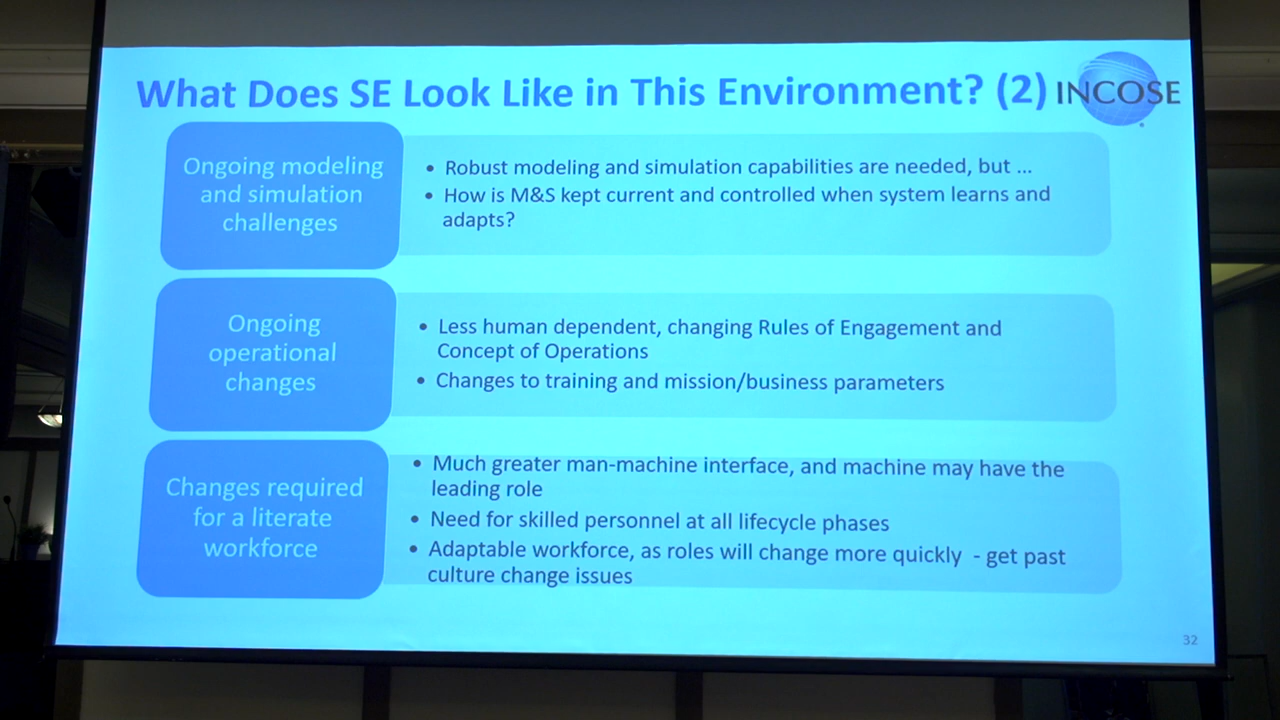 What Does SE Look Like in This Environment? (2)
INCOSE
Ongoing modeling
and simulation
challenges
• Robust modeling and simulation capabilities are needed, but ...
• How is M&S kept current and controlled when system learns and
adapts?
Ongoing
operational
changes
• Less human dependent, changing Rules of Engagement and
Concept of Operations
• Changes to training and mission/business parameters
Changes required
for a literate
workforce
• Much greater man-machine interface, and machine may have the
leading role
• Need for skilled personnel at all lifecycle phases
• Adaptable workforce, as roles will change more quickly - get past
culture change issues
32